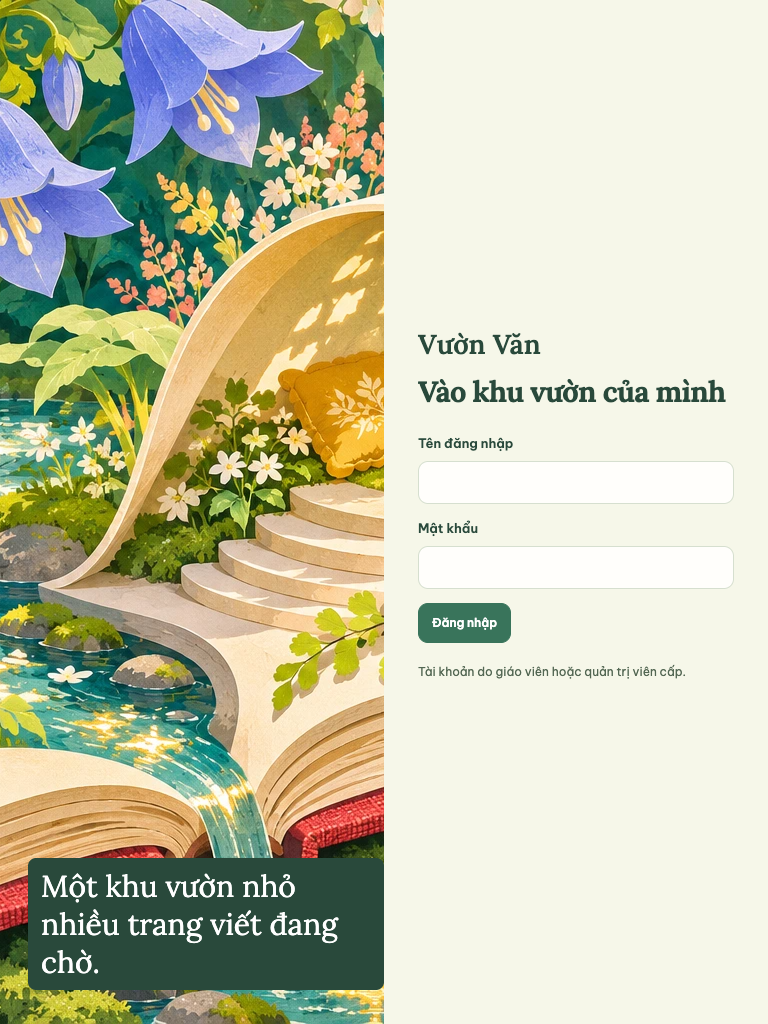 Vườn Văn
Vào khu vườn của mình
Tên đăng nhập
Mật khẩu
Đăng nhập
Tài khoản do giáo viên hoặc quản trị viên cấp.
Một khu vườn nhỏ
nhiều trang viết đang
chờ.